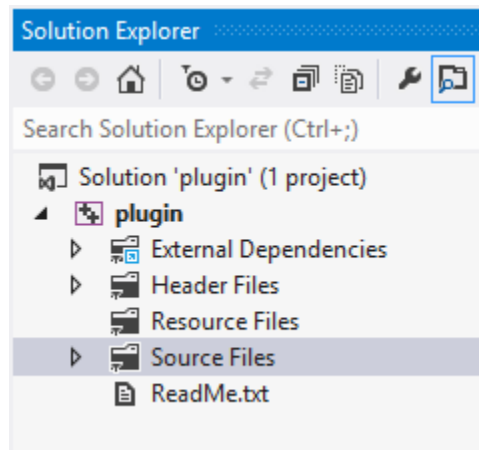 Solution Explorer
Search Solution Explorer (Ctrl+;)
Solution 'plugin' (1 project)
plugin
External Dependencies
Header Files
Resource Files
Source Files
ReadMe.txt